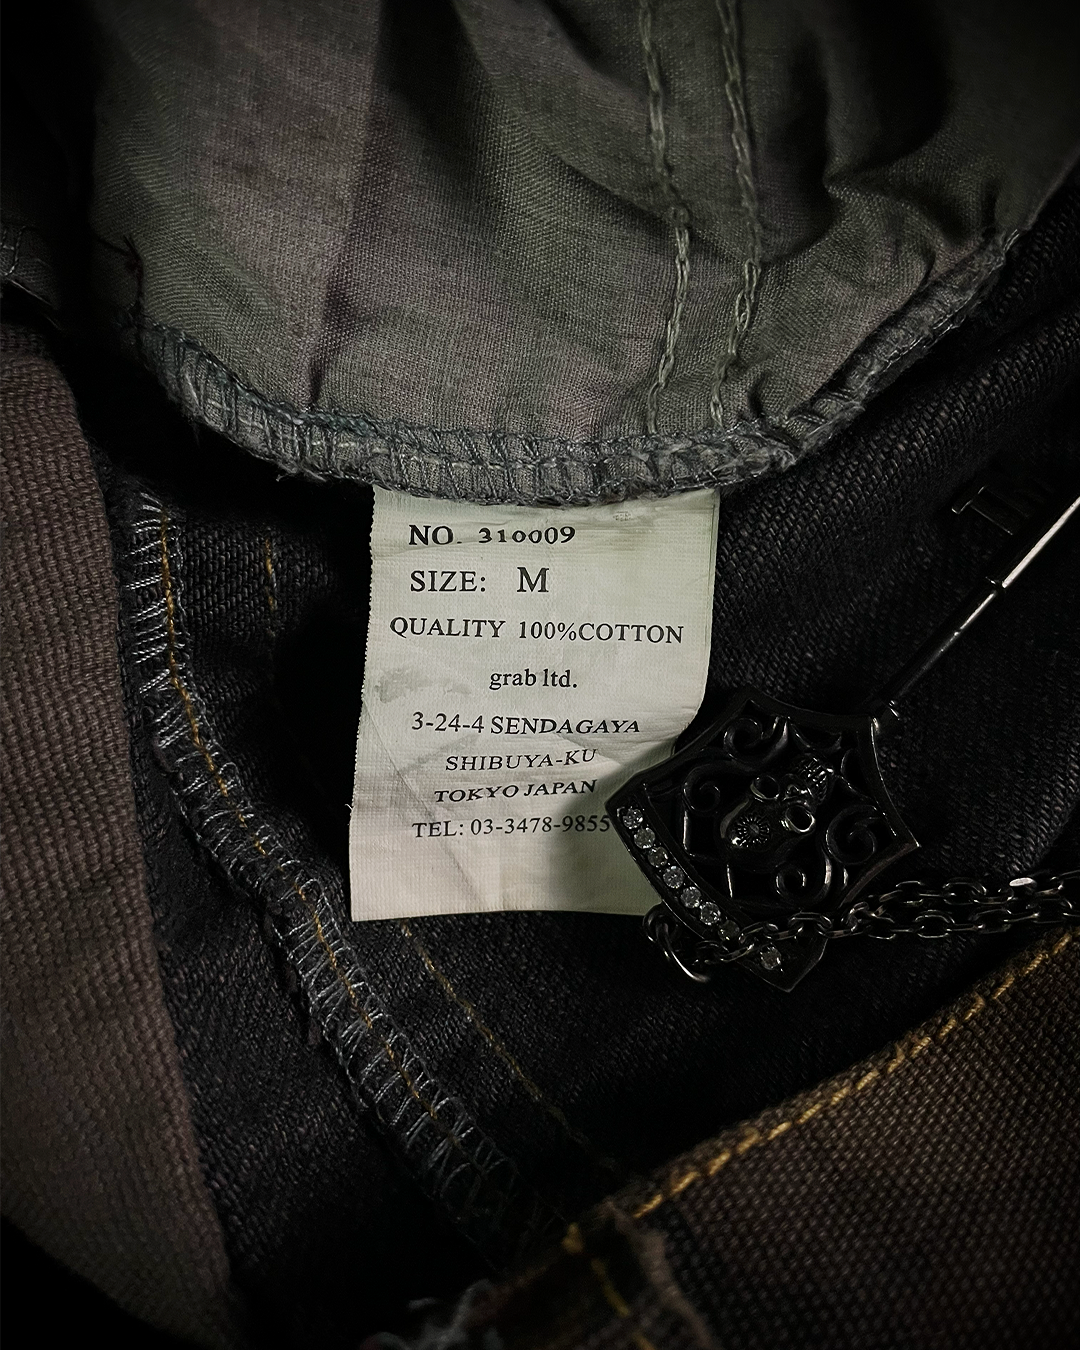 NO. 310009
SIZE: M
QUALITY 100%COTTON
grab ltd.
3-24-4 SENDAGAYA
SHIBUYA-KU
TOKYO JAPAN
TEL: 03-3478-9855